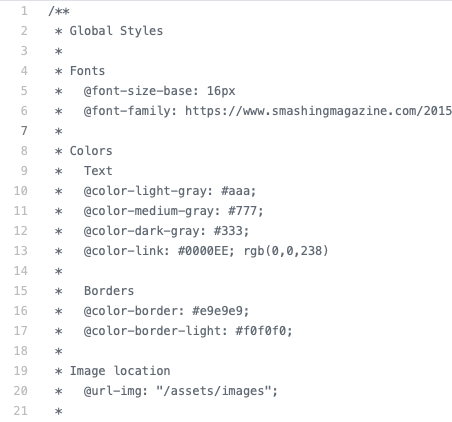 1 /**
2 * Global Styles
3 *
4 * Fonts
5 * @font-size-base: 16px
6 * @font-family: https://www.smashingmagazine.com/2015
7 *
8 * Colors
9 * Text
10 * @color-light-gray: #aaa;
11 * @color-medium-gray: #777;
12 * @color-dark-gray: #333;
13 * @color-link: #0000EE; rgb(0,0,238)
14 *
15 * Borders
16 * @color-border: #e9e9e9;
17 * @color-border-light: #f0f0f0;
18 *
19 * Image location
20 * @url-img: "/assets/images";
21 *